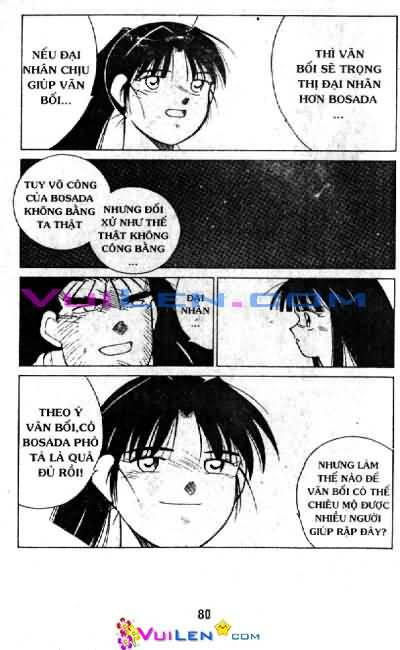 NẾU ĐẠI
NHÂN CHỊU
GIÚP VÃN
BỐI...
THÌ VÃN
BỐI SẼ TRỌNG
THỊ ĐẠI NHÂN
HƠN BOSADA
...
TUY VÕ CÔNG
CỦA BOSADA
KHÔNG BẰNG
TA THẬT
NHƯNG ĐỐI
XỬ NHƯ THẾ
THẬT KHÔNG
CÔNG BẰNG
...
VUILEN.COM
ĐẠI
NHÂN
...
THEO Ý
VÃN BỐI,CÓ
BOSADA PHÒ
TÁ LÀ QUÁ
ĐỦ RỒI!
NHƯNG LÀM
THẾ NÀO ĐỂ
VÃN BỐI CÓ THỂ
CHIÊU MỘ ĐƯỢC
NHIỀU NGƯỜI
GIÚP RẬP ĐÂY?
80
VUILEN.COM